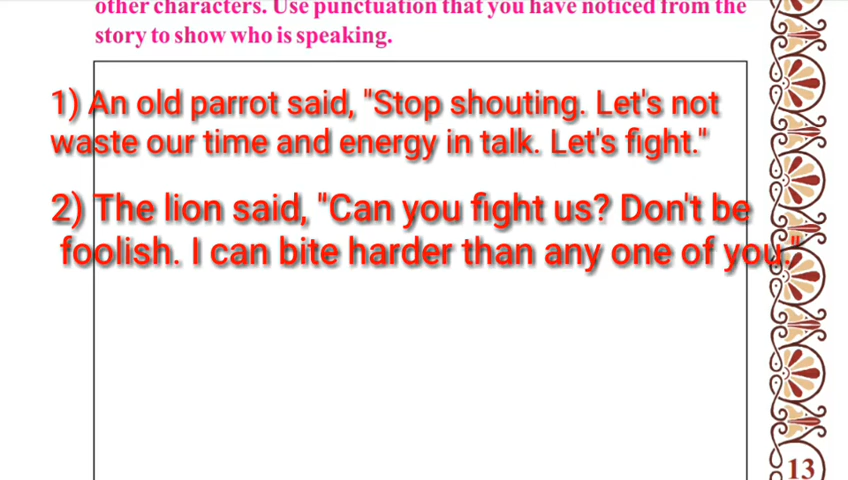 other characters. Use punctuation that you have noticed from the
story to show who is speaking.
1) An old parrot said, "Stop shouting. Let's not
waste our time and energy in talk. Let's fight."
2) The lion said, "Can you fight us? Don't be
foolish. I can bite harder than any one of you."
13